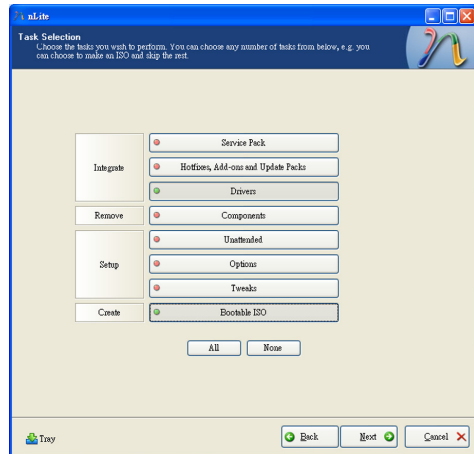 nLite
Task Selection
Choose the tasks you wish to perform. You can choose any number of tasks from below, e.g. you
can choose to make an ISO and skip the rest.
Integrate
Service Pack
Hotfixes, Add-ons and Update Packs
Drivers
Remove
Components
Setup
Unattended
Options
Tweaks
Create
Bootable ISO
All
None
Tray
Back
Next
Cancel